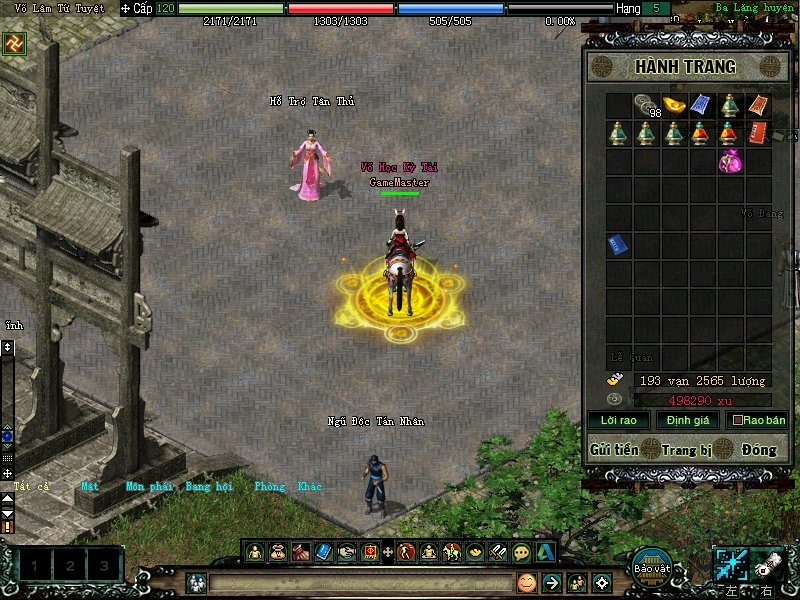 Võ Lâm Tứ Tuyệt
Cấp 120
Hạng 5
Ba Lăng huyện
2171/2171
1303/1303
505/505
0.00%
HÀNH TRANG
98
Hỗ Trợ Tân Thủ
Võ Học Kỳ Tài
GameMaster
Võ Đang
Lễ Quan
193 vạn 2565 lượng
498290 xu
Lời rao
Định giá
Rao bán
Gửi tiền
Trang bị
Đóng
Ngũ Độc Tán Nhân
Tất cả
Mật
Môn phái
Bang hội
Phòng
Khác
1
2
3
Bảo vật
左
右